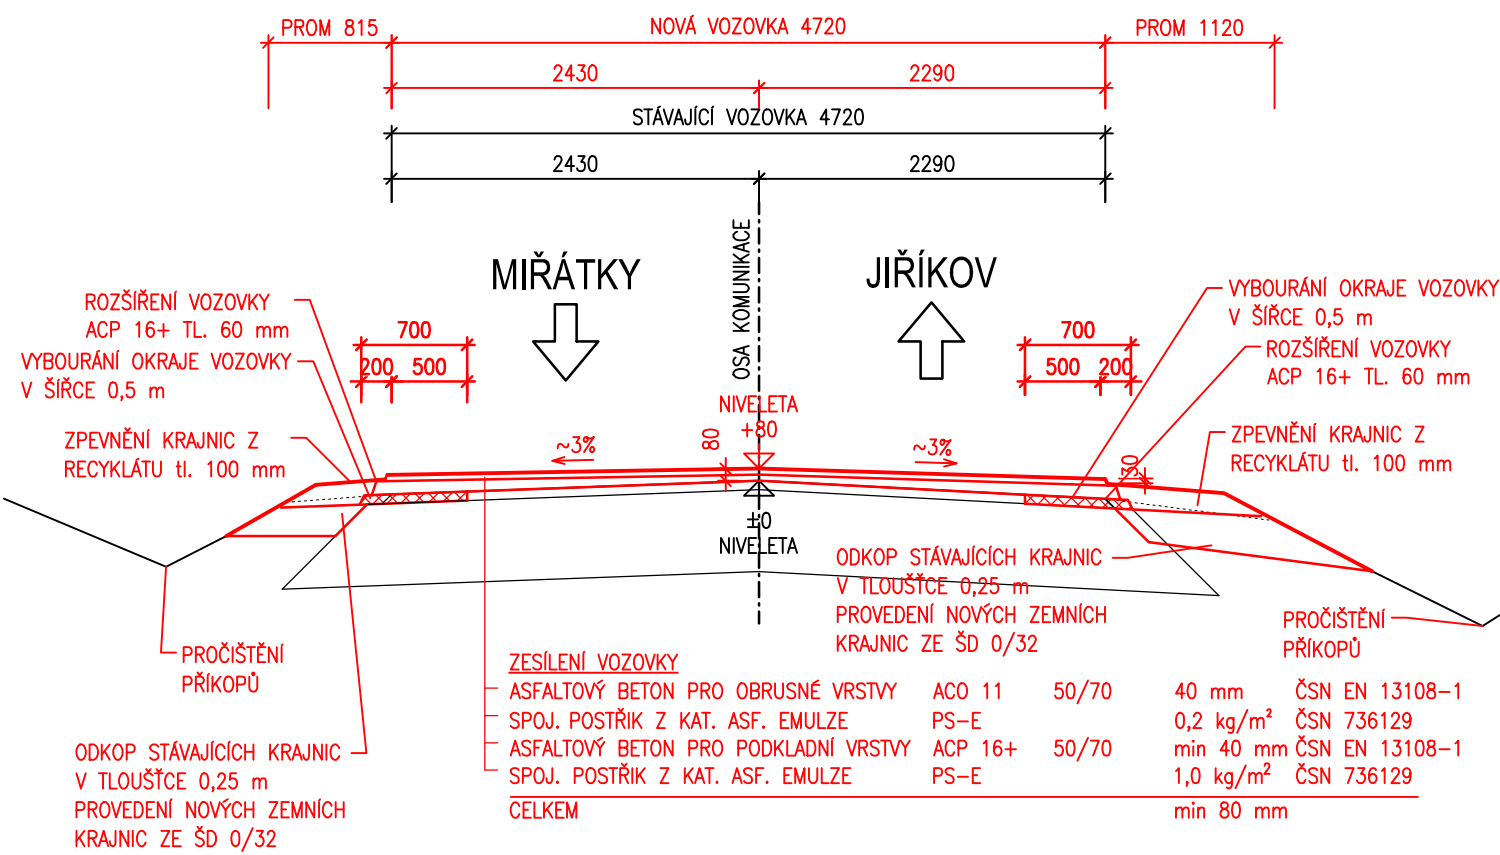 PROM 815
NOVÁ VOZOVKA 4720
PROM 1120
2430
2290
STÁVAJÍCÍ VOZOVKA 4720
2430
2290
OSA KOMUNIKACE
MIŘÁTKY
JIŘÍKOV
ROZŠÍŘENÍ VOZOVKY
ACP 16+ TL. 60 mm
VYBOURÁNÍ OKRAJE VOZOVKY
V ŠÍŘCE 0,5 m
ZPEVNĚNÍ KRAJNIC Z
RECYKLÁTU tl. 100 mm
700
200 500
700
500 200
VYBOURÁNÍ OKRAJE VOZOVKY
V ŠÍŘCE 0,5 m
ROZŠÍŘENÍ VOZOVKY
ACP 16+ TL. 60 mm
ZPEVNĚNÍ KRAJNIC Z
RECYKLÁTU tl. 100 mm
NIVELETA
+80
80
~3%
~3%
30
±0
NIVELETA
ODKOP STÁVAJÍCÍCH KRAJNIC
V TLOUŠŤCE 0,25 m
PROVEDENÍ NOVÝCH ZEMNÍCH
KRAJNIC ZE ŠD 0/32
PROČIŠTĚNÍ
PŘÍKOPŮ
PROČIŠTĚNÍ
PŘÍKOPŮ
ODKOP STÁVAJÍCÍCH KRAJNIC
V TLOUŠŤCE 0,25 m
PROVEDENÍ NOVÝCH ZEMNÍCH
KRAJNIC ZE ŠD 0/32
ZESÍLENÍ VOZOVKY
ASFALTOVÝ BETON PRO OBRUSNÉ VRSTVY ACO 11 50/70 40 mm ČSN EN 13108-1
SPOJ. POSTŘIK Z KAT. ASF. EMULZE PS-E 0,2 kg/m² ČSN 736129
ASFALTOVÝ BETON PRO PODKLADNÍ VRSTVY ACP 16+ 50/70 min 40 mm ČSN EN 13108-1
SPOJ. POSTŘIK Z KAT. ASF. EMULZE PS-E 1,0 kg/m² ČSN 736129
CELKEM min 80 mm